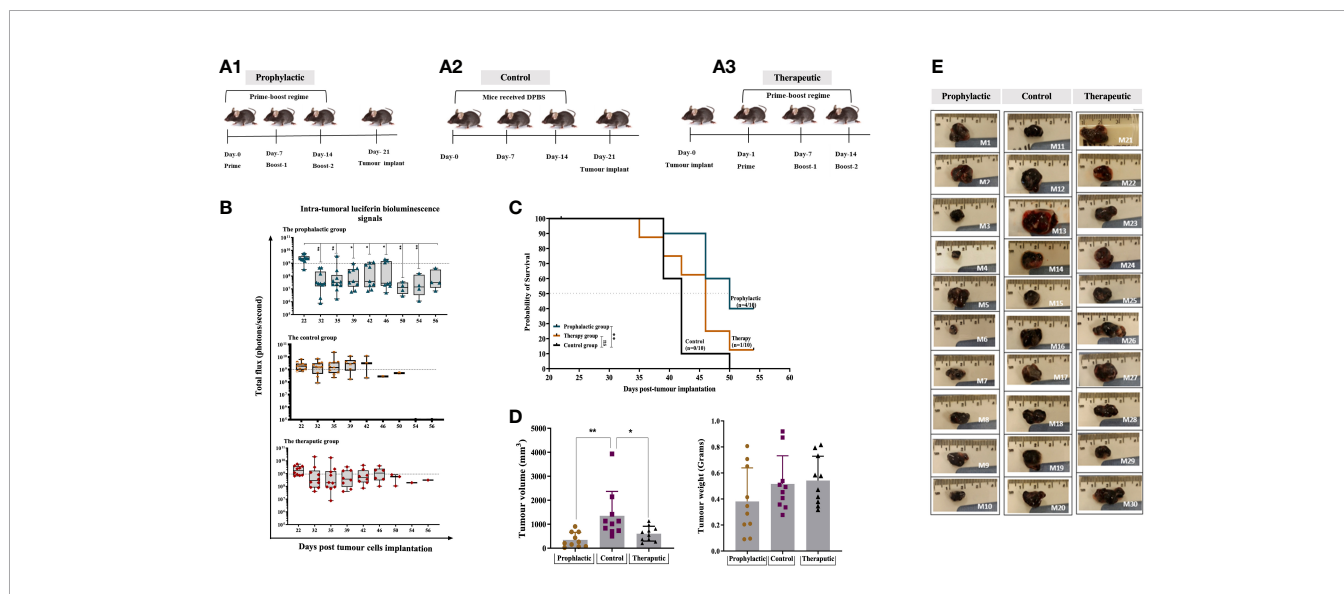 A1
Prophylactic
Prime-boost regime
Day-0 Day-7 Day-14 Day- 21
Prime Boost-1 Boost-2 Tumour implant
A2
Control
Mice received DPBS
Day-0 Day-7 Day-14 Day-21
Tumour implant
A3
Therapeutic
Prime-boost regime
Day-0 Day-1 Day-7 Day-14
Tumour implant Prime Boost-1 Boost-2
B
Intra-tumoral luciferin bioluminescence
signals
The prophalactic group
22 32 35 39 42 46 50 54 56
The control group
22 32 35 39 42 46 50 54 56
The theraputic group
22 32 35 39 42 46 50 54 56
Total flux (photons/second)
Days post tumour cells implantation
C
Probability of Survival
100
90
80
70
60
50
40
30
20
10
0
20 25 30 35 40 45 50 55 60
Days post-tumour implantation
Prophalactic group
Therapy group
Control group
ns
**
Prophylactic
(n=4/10)
Control
(n=0/10)
Therapy
(n=1/10)
D
Tumour volume (mm3)
5000
4000
3000
2000
1000
0
**
*
Prophlactic Control Theraputic
Tumour weight (Grams)
1.0
0.8
0.6
0.4
0.2
0.0
Prophylactic Control Theraputic
E
Prophylactic Control Therapeutic
M1 M11 M21
M2 M12 M22
M3 M13 M23
M4 M14 M24
M5 M15 M25
M6 M16 M26
M7 M17 M27
M8 M18 M28
M9 M19 M29
M10 M20 M30